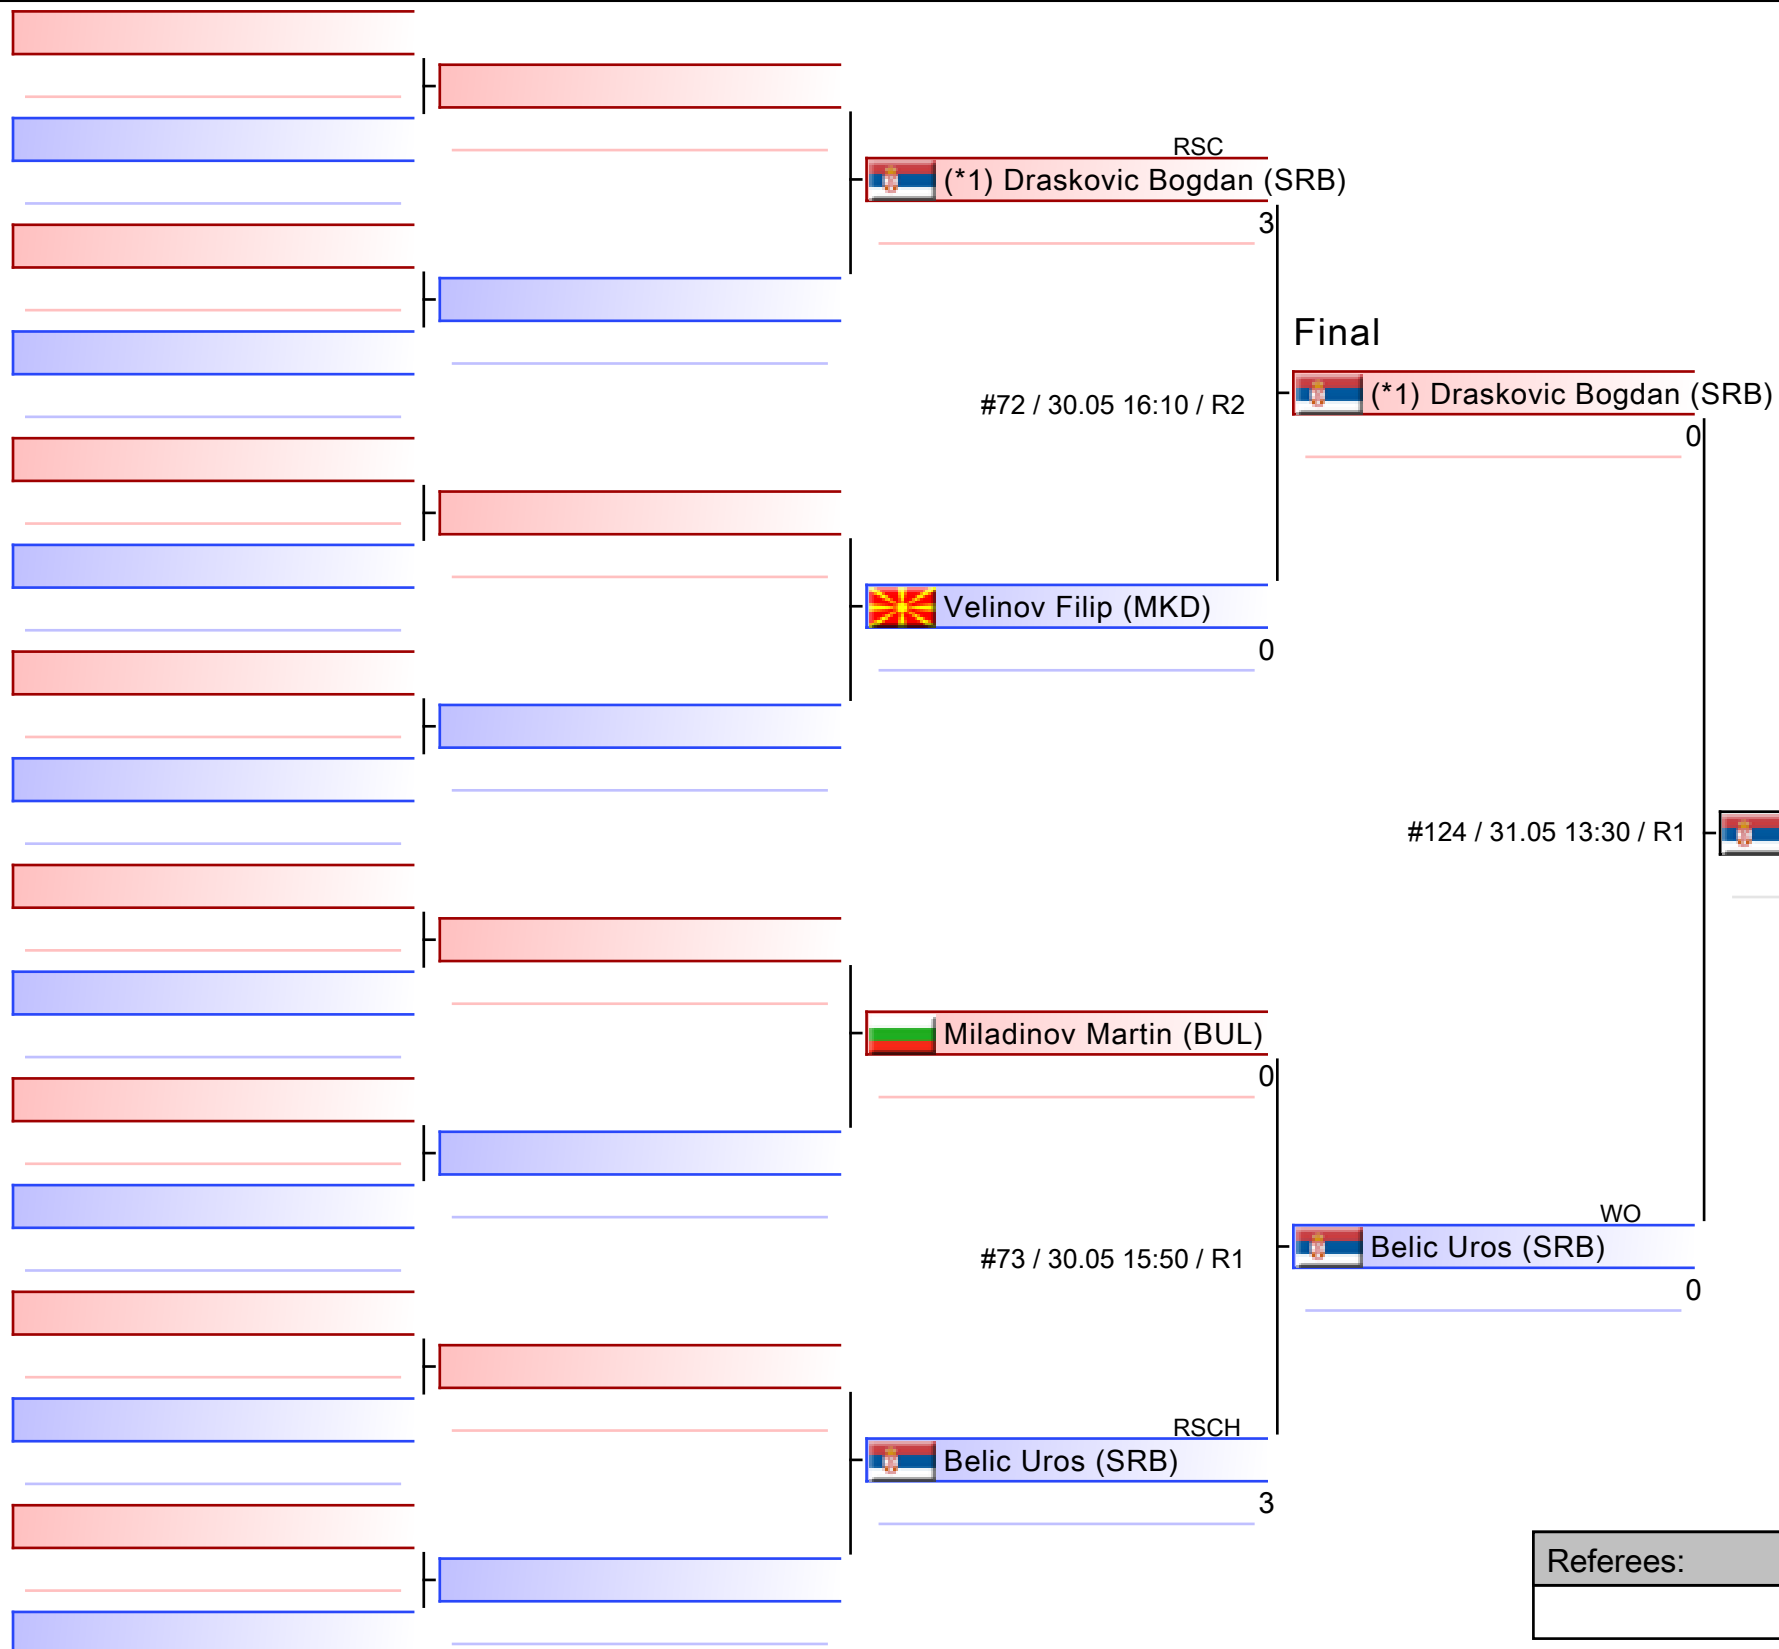 RSC
(*1) Draskovic Bogdan (SRB)
3
Final
#72 / 30.05 16:10 / R2
(*1) Draskovic Bogdan (SRB)
0
Velinov Filip (MKD)
0
#124 / 31.05 13:30 / R1
Miladinov Martin (BUL)
0
WO
#73 / 30.05 15:50 / R1
Belic Uros (SRB)
0
RSCH
Belic Uros (SRB)
3
Referees: